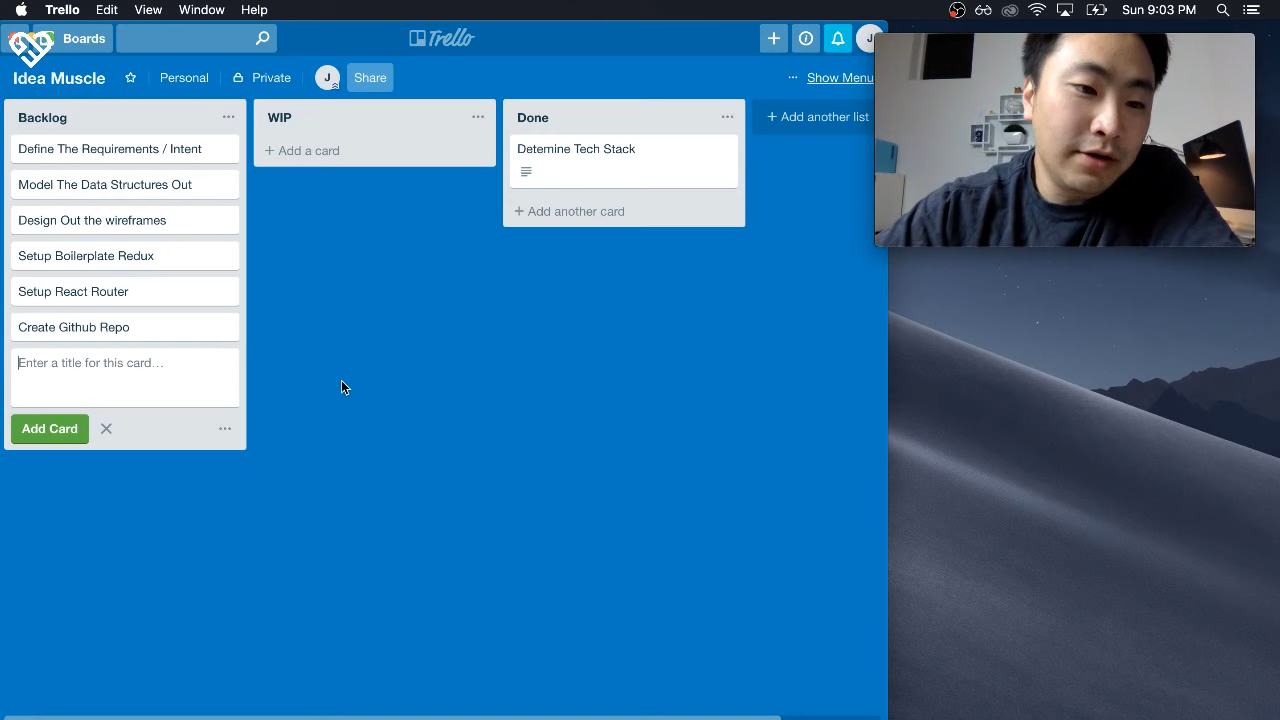 Trello Edit View Window Help
Sun 9:03 PM
Boards
Trello
J
Idea Muscle
Personal
Private
J
Share
Show Menu
Backlog
Define The Requirements / Intent
Model The Data Structures Out
Design Out the wireframes
Setup Boilerplate Redux
Setup React Router
Create Github Repo
Enter a title for this card…
Add Card
WIP
+ Add a card
Done
Detemine Tech Stack
+ Add another card
+ Add another list